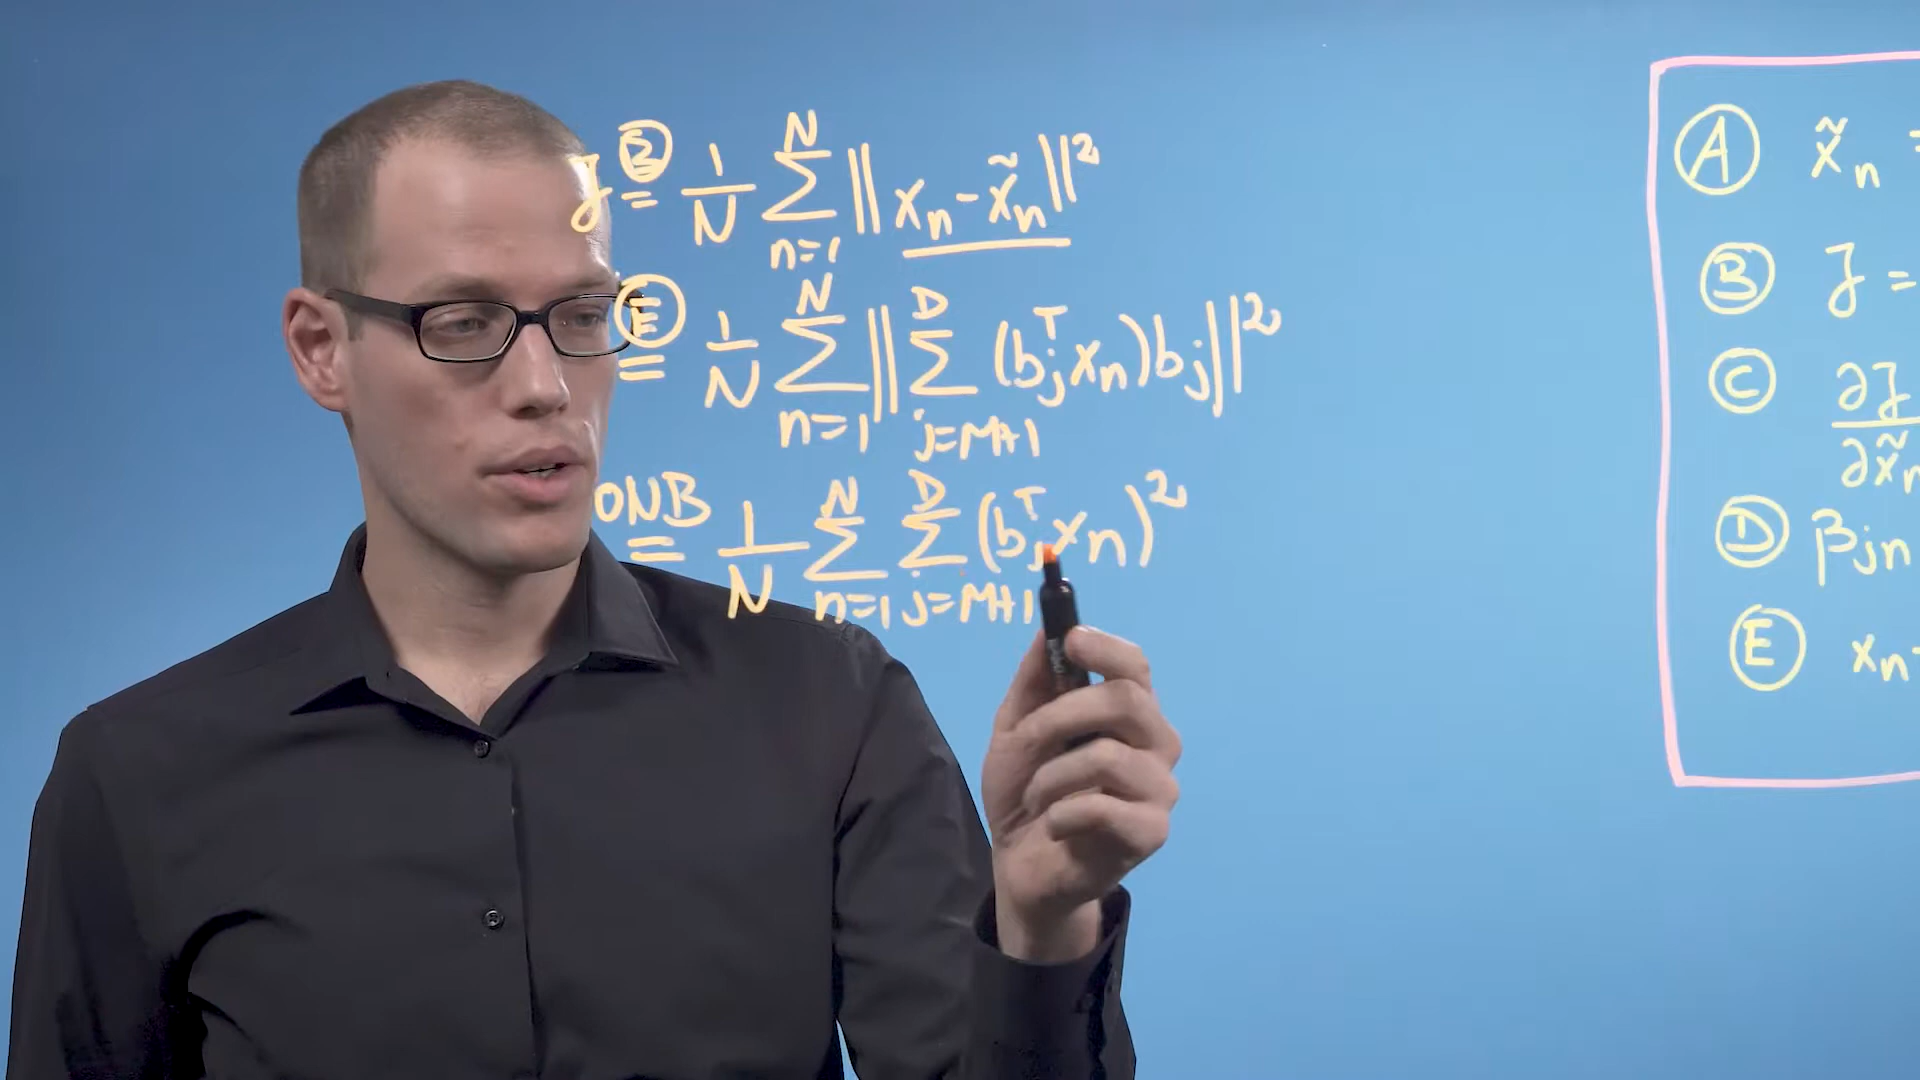 J (B)= 1/N Σ_{n=1}^{N} ||x_n - x̃_n||²
(E)= 1/N Σ_{n=1}^{N} ||Σ_{j=M+1}^{D} (b_j^T x_n) b_j||²
ONB= 1/N Σ_{n=1}^{N} Σ_{j=M+1}^{D} (b_j^T x_n)²
(A) x̃_n =
(B) J =
(C) ∂J/∂x̃_n
(D) β_jn
(E) x_n -